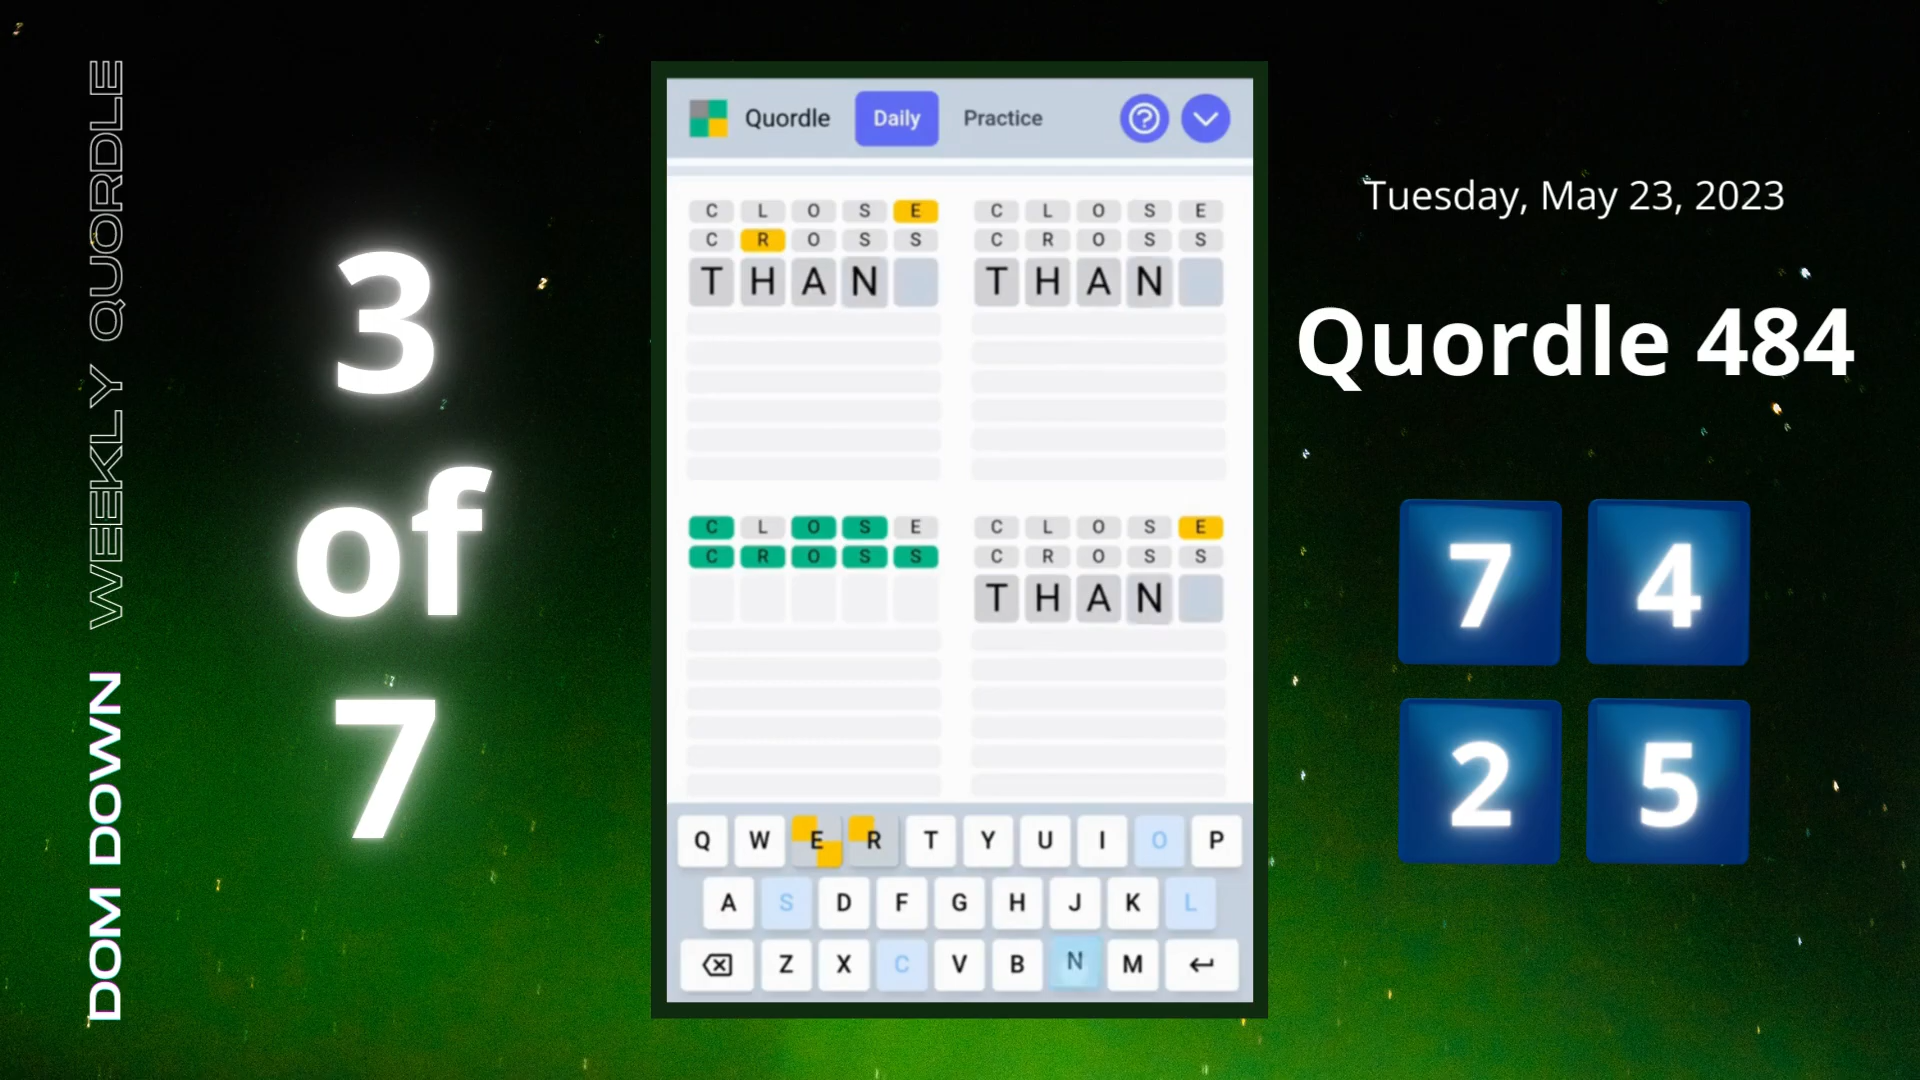 DOM DOWN WEEKLY QUORDLE
3
of
7
Quordle Daily Practice ?
C L O S E
C R O S S
T H A N
C L O S E
C R O S S
T H A N
C L O S E
C R O S S
C L O S E
C R O S S
T H A N
Q W E R T Y U I O P
A S D F G H J K L
Z X C V B N M
Tuesday, May 23, 2023
Quordle 484
7 4
2 5